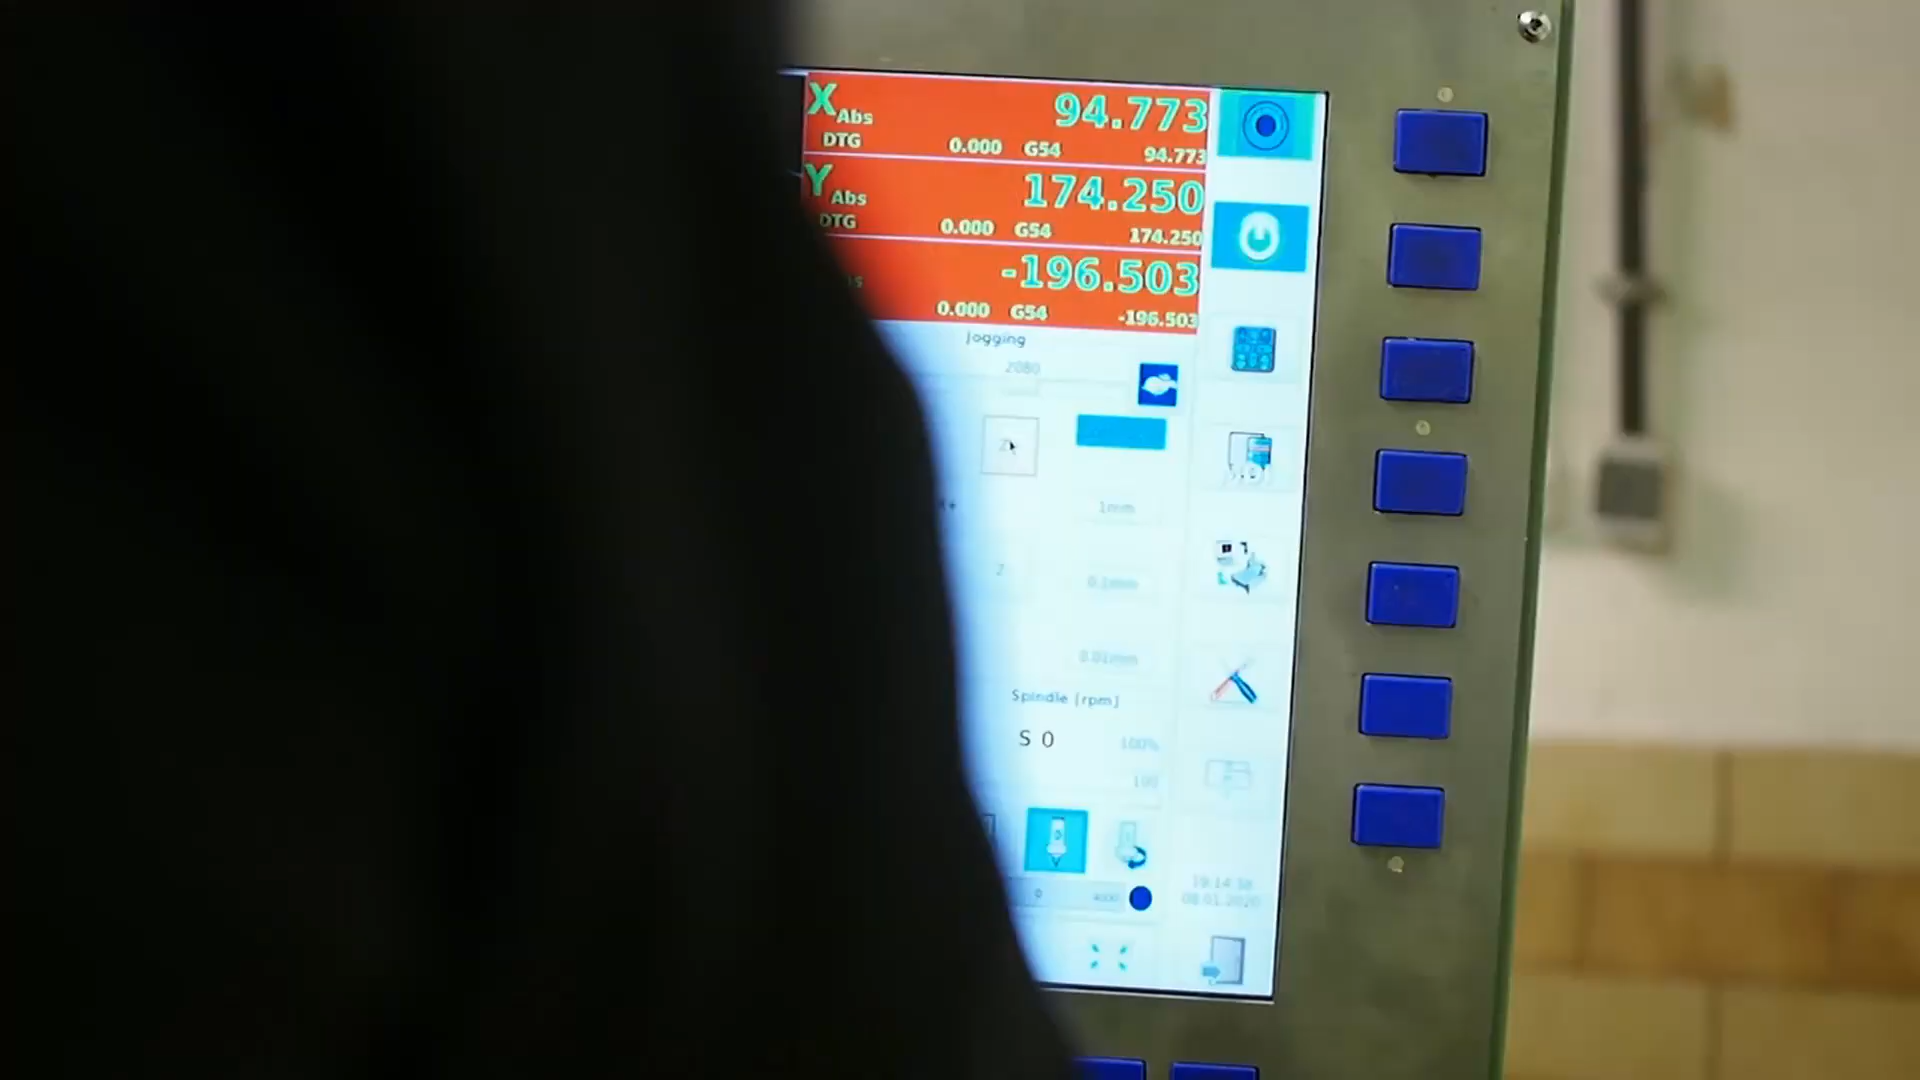 X Abs 94.773
DTG 0.000 G54 94.773
Y Abs 174.250
DTG 0.000 G54 174.250
-196.503
0.000 G54 -196.503
Jogging
2080
1mm
Z
0.1mm
0.01mm
Spindle [rpm]
S 0 100%
100
0 4000
19:14:38
08.01.2020